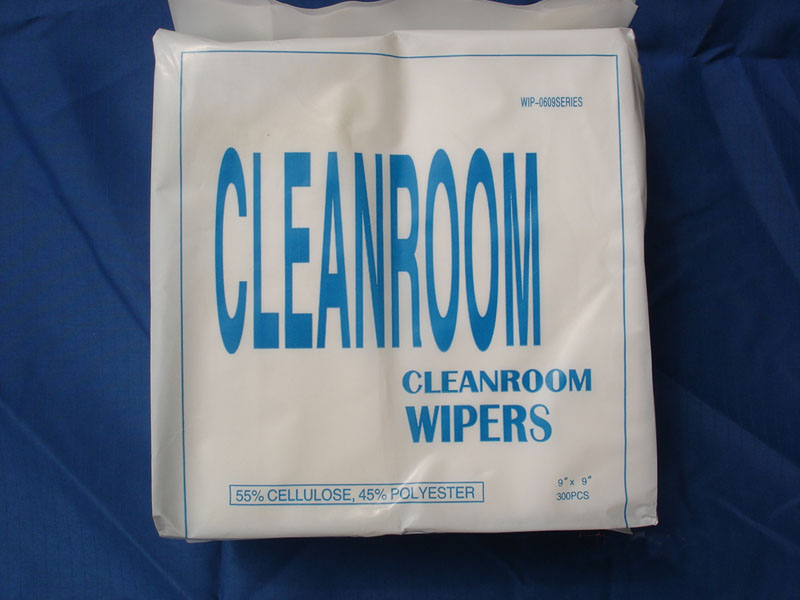 WIP-0609SERIES
CLEANROOM
CLEANROOM
WIPERS
55% CELLULOSE, 45% POLYESTER
9" x 9"
300PCS